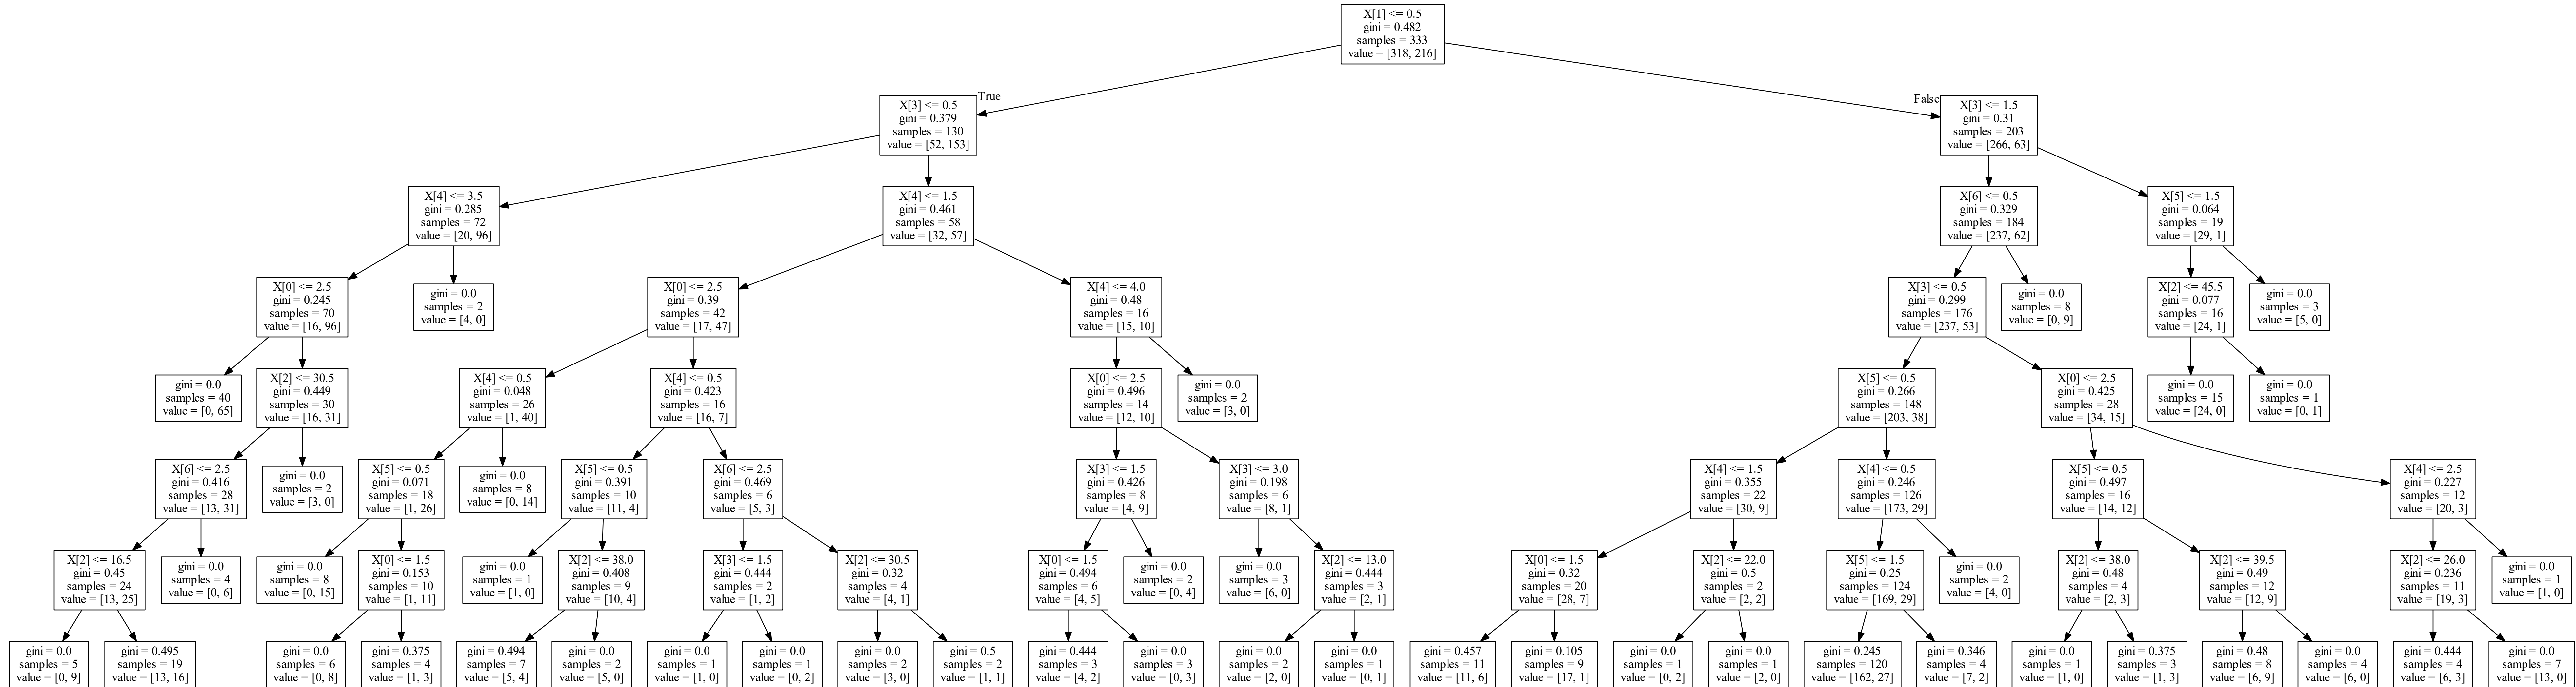 X[1] <= 0.5
gini = 0.482
samples = 333
value = [318, 216]
True
False
X[3] <= 0.5
gini = 0.379
samples = 130
value = [52, 153]
X[3] <= 1.5
gini = 0.31
samples = 203
value = [266, 63]
X[4] <= 3.5
gini = 0.285
samples = 72
value = [20, 96]
X[4] <= 1.5
gini = 0.461
samples = 58
value = [32, 57]
X[6] <= 0.5
gini = 0.329
samples = 184
value = [237, 62]
X[5] <= 1.5
gini = 0.064
samples = 19
value = [29, 1]
X[0] <= 2.5
gini = 0.245
samples = 70
value = [16, 96]
gini = 0.0
samples = 2
value = [4, 0]
X[0] <= 2.5
gini = 0.39
samples = 42
value = [17, 47]
X[4] <= 4.0
gini = 0.48
samples = 16
value = [15, 10]
X[3] <= 0.5
gini = 0.299
samples = 176
value = [237, 53]
gini = 0.0
samples = 8
value = [0, 9]
X[2] <= 45.5
gini = 0.077
samples = 16
value = [24, 1]
gini = 0.0
samples = 3
value = [5, 0]
gini = 0.0
samples = 40
value = [0, 65]
X[2] <= 30.5
gini = 0.449
samples = 30
value = [16, 31]
X[4] <= 0.5
gini = 0.048
samples = 26
value = [1, 40]
X[4] <= 0.5
gini = 0.423
samples = 16
value = [16, 7]
X[0] <= 2.5
gini = 0.496
samples = 14
value = [12, 10]
gini = 0.0
samples = 2
value = [3, 0]
X[5] <= 0.5
gini = 0.266
samples = 148
value = [203, 38]
X[0] <= 2.5
gini = 0.425
samples = 28
value = [34, 15]
gini = 0.0
samples = 15
value = [24, 0]
gini = 0.0
samples = 1
value = [0, 1]
X[6] <= 2.5
gini = 0.416
samples = 28
value = [13, 31]
gini = 0.0
samples = 2
value = [3, 0]
X[5] <= 0.5
gini = 0.071
samples = 18
value = [1, 26]
gini = 0.0
samples = 8
value = [0, 14]
X[5] <= 0.5
gini = 0.391
samples = 10
value = [11, 4]
X[6] <= 2.5
gini = 0.469
samples = 6
value = [5, 3]
X[3] <= 1.5
gini = 0.426
samples = 8
value = [4, 9]
X[3] <= 3.0
gini = 0.198
samples = 6
value = [8, 1]
X[4] <= 1.5
gini = 0.355
samples = 22
value = [30, 9]
X[4] <= 0.5
gini = 0.246
samples = 126
value = [173, 29]
X[5] <= 0.5
gini = 0.497
samples = 16
value = [14, 12]
X[4] <= 2.5
gini = 0.227
samples = 12
value = [20, 3]
X[2] <= 16.5
gini = 0.45
samples = 24
value = [13, 25]
gini = 0.0
samples = 4
value = [0, 6]
gini = 0.0
samples = 8
value = [0, 15]
X[0] <= 1.5
gini = 0.153
samples = 10
value = [1, 11]
gini = 0.0
samples = 1
value = [1, 0]
X[2] <= 38.0
gini = 0.408
samples = 9
value = [10, 4]
X[3] <= 1.5
gini = 0.444
samples = 2
value = [1, 2]
X[2] <= 30.5
gini = 0.32
samples = 4
value = [4, 1]
X[0] <= 1.5
gini = 0.494
samples = 6
value = [4, 5]
gini = 0.0
samples = 2
value = [0, 4]
gini = 0.0
samples = 3
value = [6, 0]
X[2] <= 13.0
gini = 0.444
samples = 3
value = [2, 1]
X[0] <= 1.5
gini = 0.32
samples = 20
value = [28, 7]
X[2] <= 22.0
gini = 0.5
samples = 2
value = [2, 2]
X[5] <= 1.5
gini = 0.25
samples = 124
value = [169, 29]
gini = 0.0
samples = 2
value = [4, 0]
X[2] <= 38.0
gini = 0.48
samples = 4
value = [2, 3]
X[2] <= 39.5
gini = 0.49
samples = 12
value = [12, 9]
X[2] <= 26.0
gini = 0.236
samples = 11
value = [19, 3]
gini = 0.0
samples = 1
value = [1, 0]
gini = 0.0
samples = 5
value = [0, 9]
gini = 0.495
samples = 19
value = [13, 16]
gini = 0.0
samples = 6
value = [0, 8]
gini = 0.375
samples = 4
value = [1, 3]
gini = 0.494
samples = 7
value = [5, 4]
gini = 0.0
samples = 2
value = [5, 0]
gini = 0.0
samples = 1
value = [1, 0]
gini = 0.0
samples = 1
value = [0, 2]
gini = 0.0
samples = 2
value = [3, 0]
gini = 0.5
samples = 2
value = [1, 1]
gini = 0.444
samples = 3
value = [4, 2]
gini = 0.0
samples = 3
value = [0, 3]
gini = 0.0
samples = 2
value = [2, 0]
gini = 0.0
samples = 1
value = [0, 1]
gini = 0.457
samples = 11
value = [11, 6]
gini = 0.105
samples = 9
value = [17, 1]
gini = 0.0
samples = 1
value = [0, 2]
gini = 0.0
samples = 1
value = [2, 0]
gini = 0.245
samples = 120
value = [162, 27]
gini = 0.346
samples = 4
value = [7, 2]
gini = 0.0
samples = 1
value = [1, 0]
gini = 0.375
samples = 3
value = [1, 3]
gini = 0.48
samples = 8
value = [6, 9]
gini = 0.0
samples = 4
value = [6, 0]
gini = 0.444
samples = 4
value = [6, 3]
gini = 0.0
samples = 7
value = [13, 0]